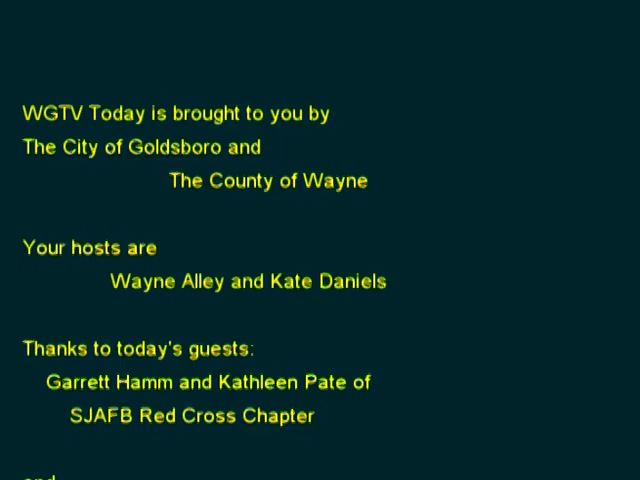 WGTV Today is brought to you by
The City of Goldsboro and
The County of Wayne
Your hosts are
Wayne Alley and Kate Daniels
Thanks to today's guests:
Garrett Hamm and Kathleen Pate of
SJAFB Red Cross Chapter
and